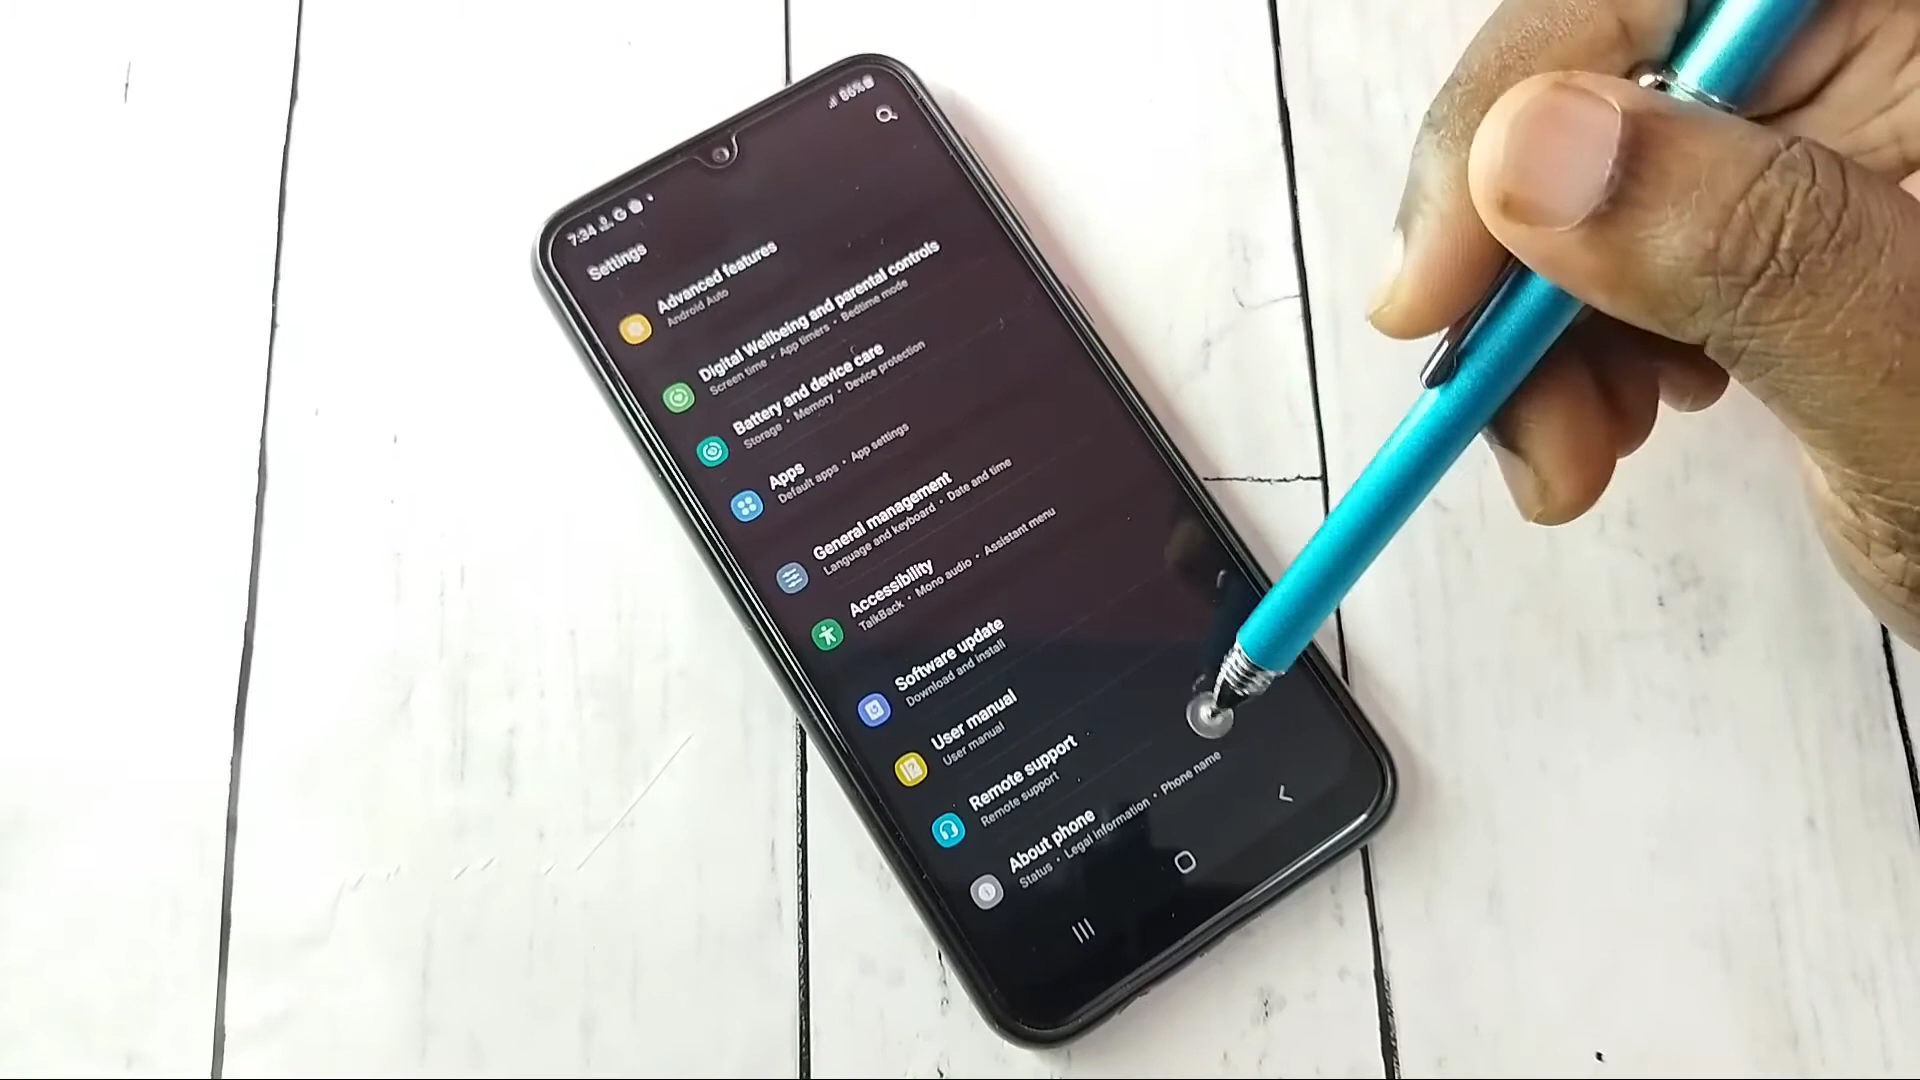 7:34
86%
Settings
Advanced features
Android Auto
Digital Wellbeing and parental controls
Screen time • App timers • Bedtime mode
Battery and device care
Storage • Memory • Device protection
Apps
Default apps • App settings
General management
Language and keyboard • Date and time
Accessibility
TalkBack • Mono audio • Assistant menu
Software update
Download and install
User manual
User manual
Remote support
Remote support
About phone
Status • Legal information • Phone name